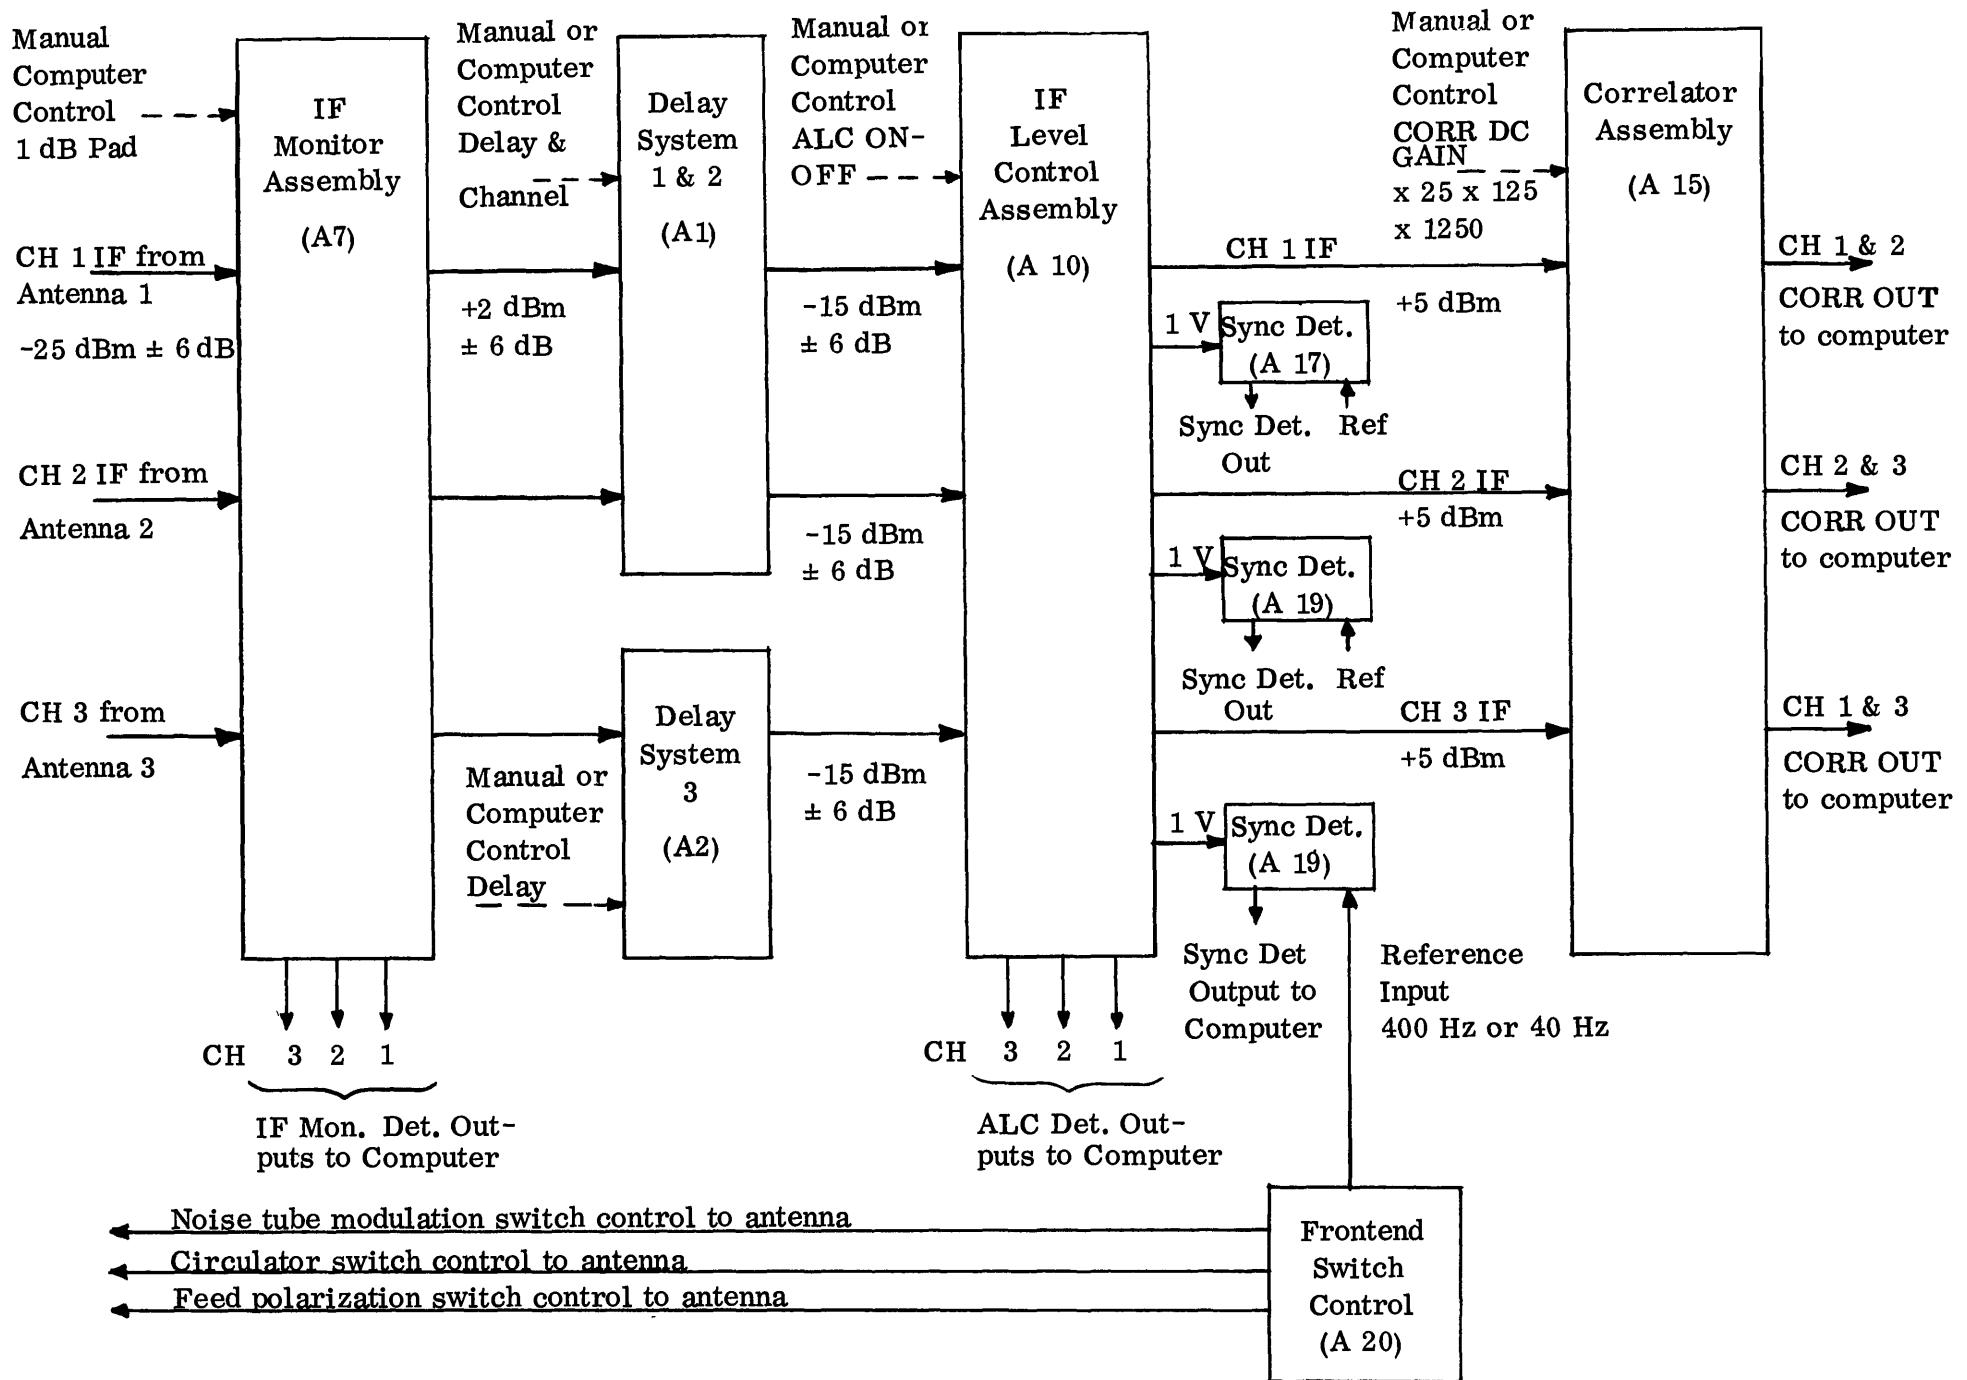 Manual
Computer
Control
1 dB Pad
CH 1 IF from
Antenna 1
-25 dBm ± 6 dB
CH 2 IF from
Antenna 2
CH 3 from
Antenna 3
IF
Monitor
Assembly
(A7)
CH 3 2 1
IF Mon. Det. Out-
puts to Computer
Manual or
Computer
Control
Delay &
Channel
+2 dBm
± 6 dB
Manual or
Computer
Control
Delay
Delay
System
1 & 2
(A1)
Delay
System
3
(A2)
Manual or
Computer
Control
ALC ON-
OFF
-15 dBm
± 6 dB
-15 dBm
± 6 dB
-15 dBm
± 6 dB
IF
Level
Control
Assembly
(A 10)
CH 3 2 1
ALC Det. Out-
puts to Computer
CH 1 IF
+5 dBm
1 V
Sync Det.
(A 17)
Sync Det. Ref
Out
CH 2 IF
+5 dBm
1 V
Sync Det.
(A 19)
Sync Det. Ref
Out
CH 3 IF
+5 dBm
1 V
Sync Det.
(A 19)
Sync Det
Output to
Computer
Reference
Input
400 Hz or 40 Hz
Manual or
Computer
Control
CORR DC
GAIN
x 25 x 125
x 1250
Correlator
Assembly
(A 15)
CH 1 & 2
CORR OUT
to computer
CH 2 & 3
CORR OUT
to computer
CH 1 & 3
CORR OUT
to computer
Noise tube modulation switch control to antenna
Circulator switch control to antenna
Feed polarization switch control to antenna
Frontend
Switch
Control
(A 20)